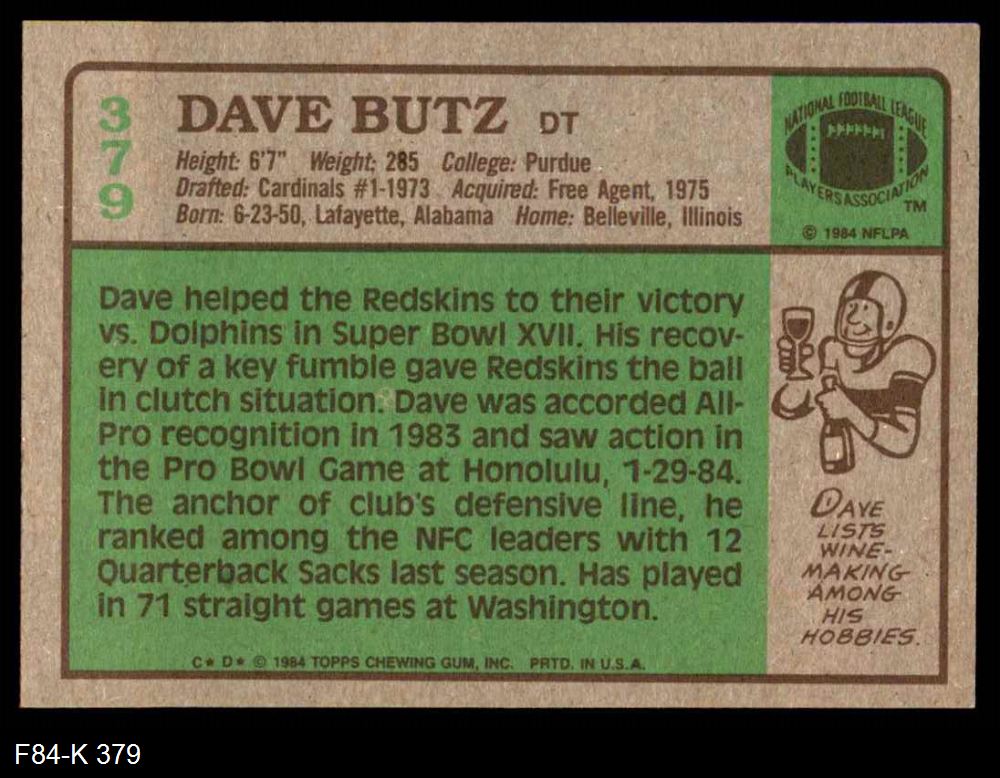 379
DAVE BUTZ DT
Height: 6'7" Weight: 285 College: Purdue
Drafted: Cardinals #1-1973 Acquired: Free Agent, 1975
Born: 6-23-50, Lafayette, Alabama Home: Belleville, Illinois
NATIONAL FOOTBALL LEAGUE
PLAYERS ASSOCIATION
TM
© 1984 NFLPA
Dave helped the Redskins to their victory
vs. Dolphins in Super Bowl XVII. His recov-
ery of a key fumble gave Redskins the ball
in clutch situation. Dave was accorded All-
Pro recognition in 1983 and saw action in
the Pro Bowl Game at Honolulu, 1-29-84.
The anchor of club's defensive line, he
ranked among the NFC leaders with 12
Quarterback Sacks last season. Has played
in 71 straight games at Washington.
DAVE
LISTS
WINE-
MAKING
AMONG
HIS
HOBBIES.
C* D* © 1984 TOPPS CHEWING GUM, INC. PRTD. IN U.S.A.
F84-K 379